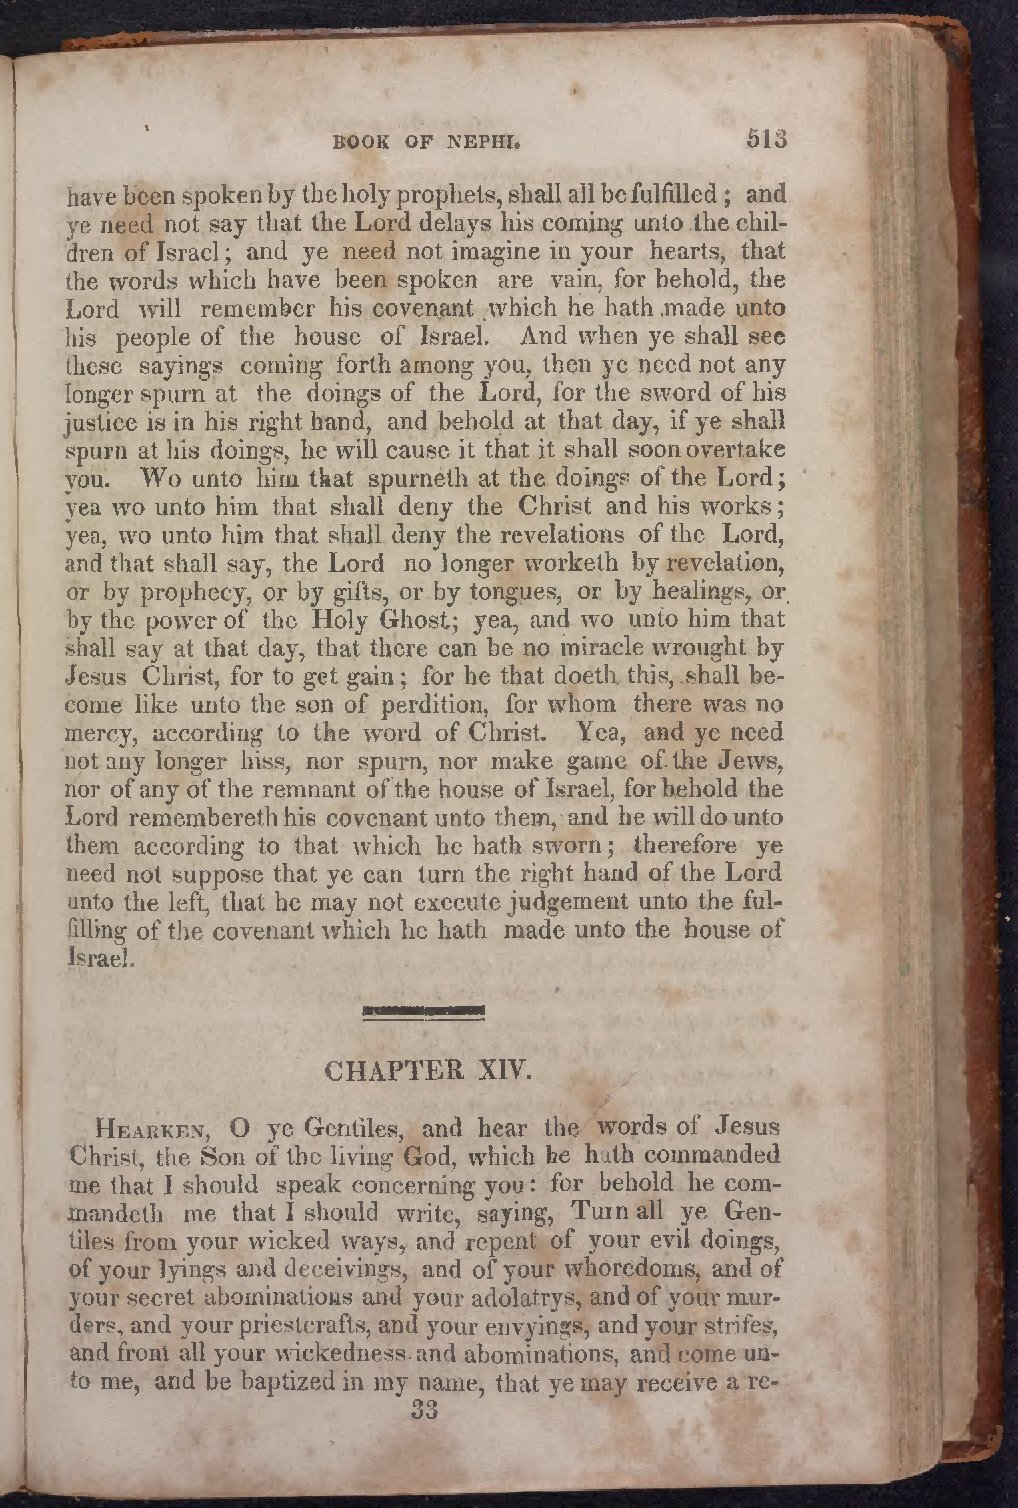 BOOK OF NEPHI. 513
have been spoken by the holy prophets, shall all be fulfilled; and
ye need not say that the Lord delays his coming unto the chil-
dren of Israel; and ye need not imagine in your hearts, that
the words which have been spoken are vain, for behold, the
Lord will remember his covenant which he hath made unto
his people of the house of Israel. And when ye shall see
these sayings coming forth among you, then ye need not any
longer spurn at the doings of the Lord, for the sword of his
justice is in his right hand, and behold at that day, if ye shall
spurn at his doings, he will cause it that it shall soon overtake
you. Wo unto him that spurneth at the doings of the Lord;
yea wo unto him that shall deny the Christ and his works;
yea, wo unto him that shall deny the revelations of the Lord,
and that shall say, the Lord no longer worketh by revelation,
or by prophecy, or by gifts, or by tongues, or by healings, or
by the power of the Holy Ghost; yea, and wo unto him that
shall say at that day, that there can be no miracle wrought by
Jesus Christ, for to get gain; for he that doeth this, shall be-
come like unto the son of perdition, for whom there was no
mercy, according to the word of Christ. Yea, and ye need
not any longer hiss, nor spurn, nor make game of the Jews,
nor of any of the remnant of the house of Israel, for behold the
Lord remembereth his covenant unto them, and he will do unto
them according to that which he hath sworn; therefore ye
need not suppose that ye can turn the right hand of the Lord
unto the left, that he may not execute judgement unto the ful-
filling of the covenant which he hath made unto the house of
Israel.
CHAPTER XIV.
HEARKEN, O ye Gentiles, and hear the words of Jesus
Christ, the Son of the living God, which he hath commanded
me that I should speak concerning you: for behold he com-
mandeth me that I should write, saying, Turn all ye Gen-
tiles from your wicked ways, and repent of your evil doings,
of your lyings and deceivings, and of your whoredoms, and of
your secret abominations and your adolatrys, and of your mur-
ders, and your priestcrafts, and your envyings, and your strifes,
and from all your wickedness and abominations, and come un-
to me, and be baptized in my name, that ye may receive a re-
33